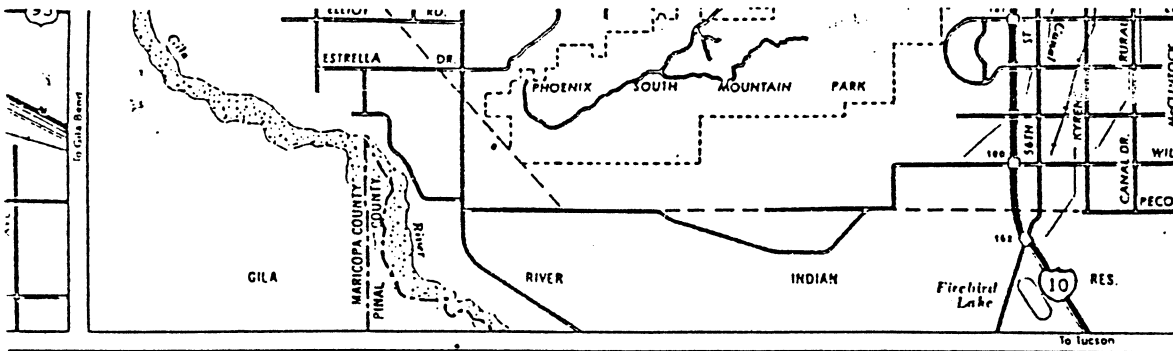 ELLIOT RD.
Gila
ESTRELLA DR.
To Gila Bend
PHOENIX SOUTH MOUNTAIN PARK
ST
Canal
RURAL
McCLINTOCK
KYRENE
56TH
160
CANAL DR.
PECO
MARICOPA COUNTY
PINAL COUNTY
River
162
GILA RIVER INDIAN RES.
Firebird
Lake
10
To Tucson